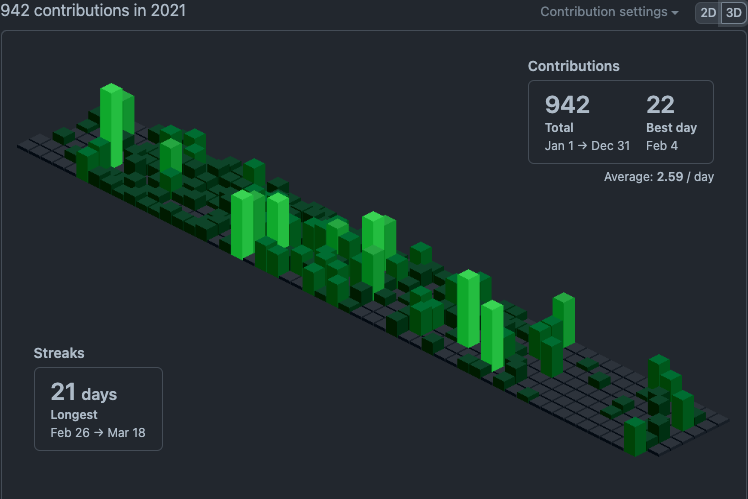 942 contributions in 2021
Contribution settings
2D 3D
Contributions
942 22
Total Best day
Jan 1 → Dec 31 Feb 4
Average: 2.59 / day
Streaks
21 days
Longest
Feb 26 → Mar 18